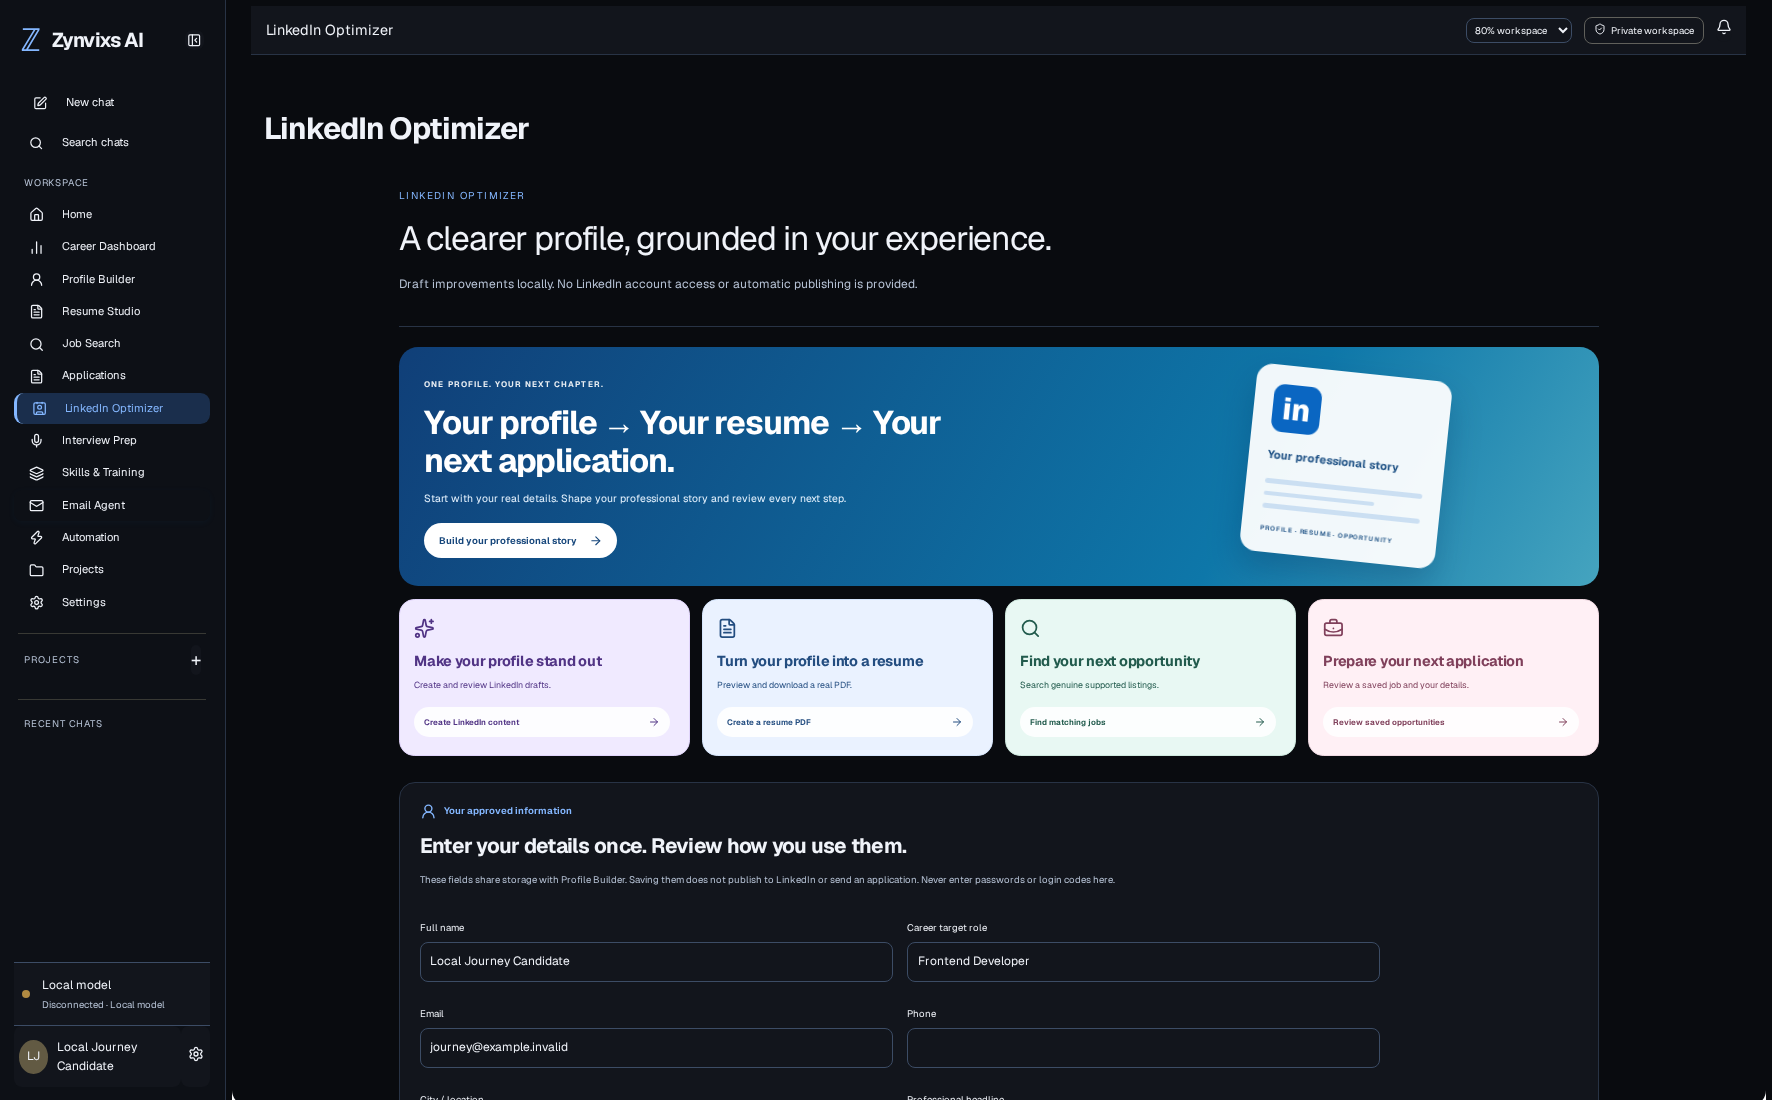 Zynvixs AI
New chat
Search chats
WORKSPACE
Home
Career Dashboard
Profile Builder
Resume Studio
Job Search
Applications
LinkedIn Optimizer
Interview Prep
Skills & Training
Email Agent
Automation
Projects
Settings
PROJECTS
+
RECENT CHATS
Local model
Disconnected · Local model
LJ
Local Journey
Candidate
LinkedIn Optimizer
80% workspace
Private workspace
LinkedIn Optimizer
LINKEDIN OPTIMIZER
A clearer profile, grounded in your experience.
Draft improvements locally. No LinkedIn account access or automatic publishing is provided.
ONE PROFILE. YOUR NEXT CHAPTER.
Your profile → Your resume → Your
next application.
Start with your real details. Shape your professional story and review every next step.
Build your professional story →
in
Your professional story
PROFILE · RESUME · OPPORTUNITY
Make your profile stand out
Create and review LinkedIn drafts.
Create LinkedIn content →
Turn your profile into a resume
Preview and download a real PDF.
Create a resume PDF →
Find your next opportunity
Search genuine supported listings.
Find matching jobs →
Prepare your next application
Review a saved job and your details.
Review saved opportunities →
Your approved information
Enter your details once. Review how you use them.
These fields share storage with Profile Builder. Saving them does not publish to LinkedIn or send an application. Never enter passwords or login codes here.
Full name
Local Journey Candidate
Career target role
Frontend Developer
Email
journey@example.invalid
Phone
City / location
Professional headline